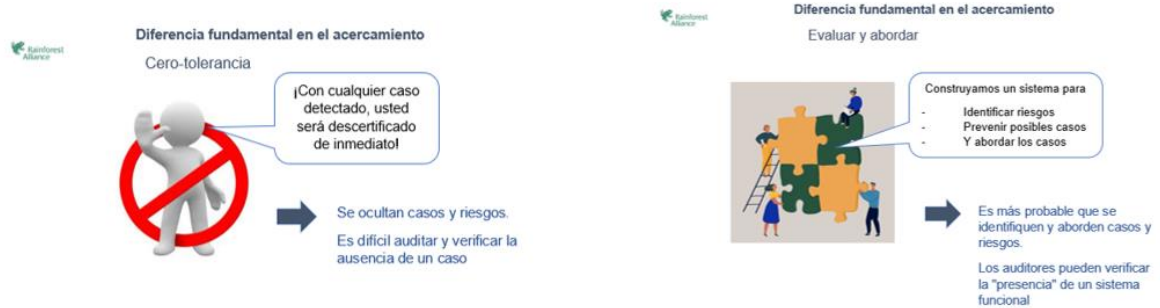 Diferencia fundamental en el acercamiento
Rainforest
Alliance
Cero-tolerancia
¡Con cualquier caso
detectado, usted
será descertificado
de inmediato!
Se ocultan casos y riesgos.
Es difícil auditar y verificar la
ausencia de un caso
Diferencia fundamental en el acercamiento
Rainforest
Alliance
Evaluar y abordar
Construyamos un sistema para
- Identificar riesgos
- Prevenir posibles casos
- Y abordar los casos
Es más probable que se
identifiquen y aborden casos y
riesgos.
Los auditores pueden verificar
la "presencia" de un sistema
funcional